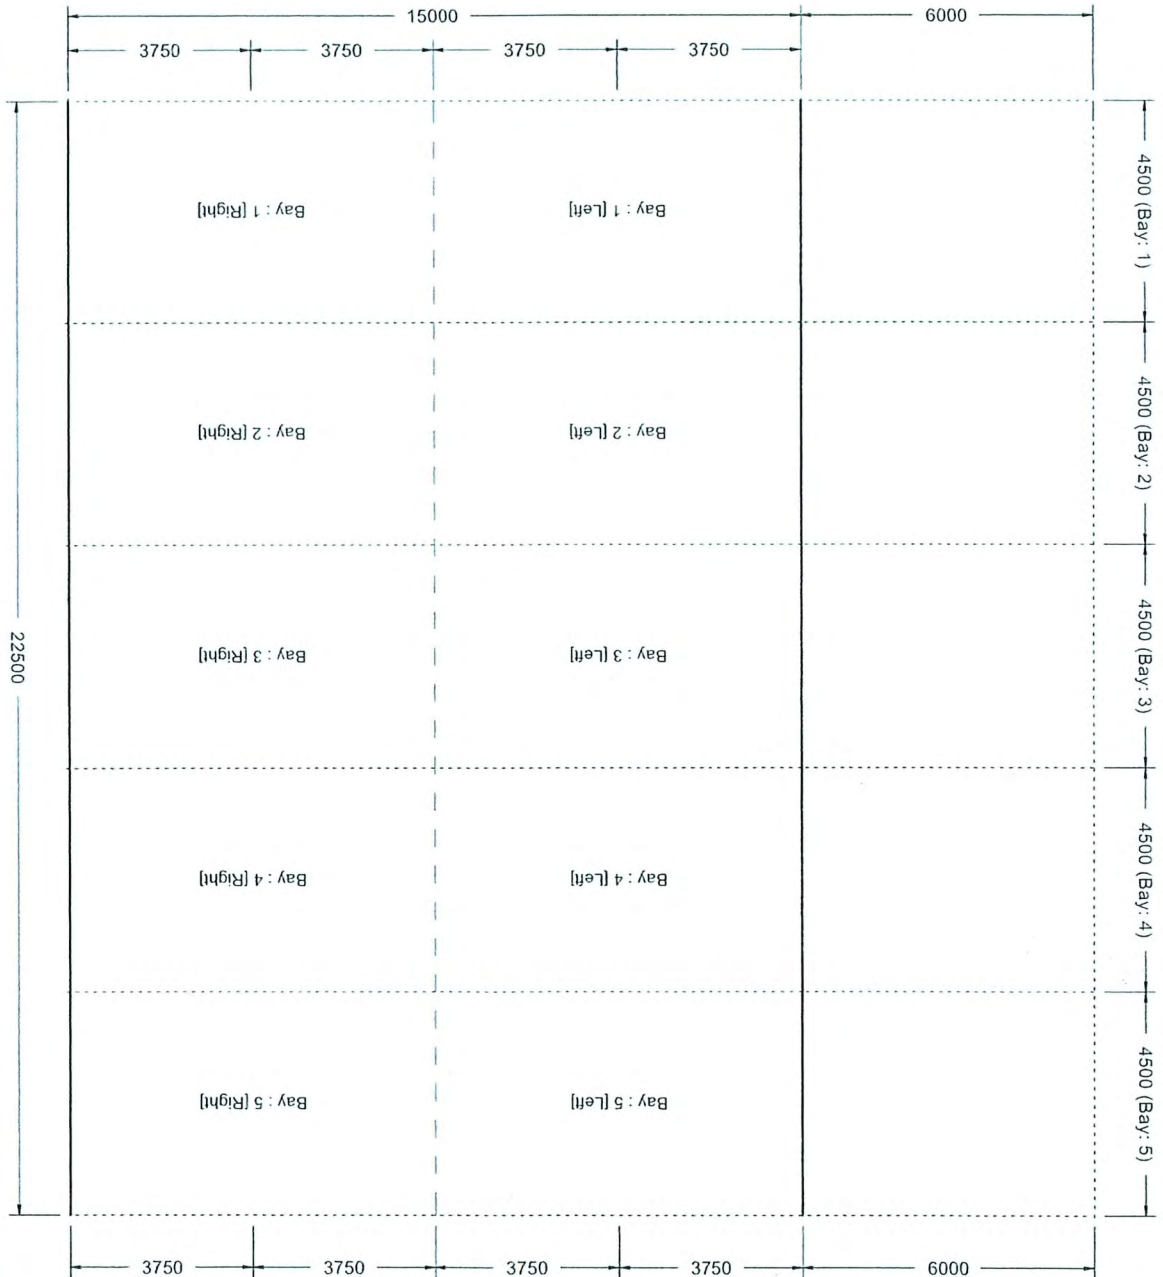 15000
6000
3750
3750
3750
3750
4500 (Bay: 1)
Bay : 1 [Right]
Bay : 1 [Left]
4500 (Bay: 2)
Bay : 2 [Right]
Bay : 2 [Left]
22500
4500 (Bay: 3)
Bay : 3 [Right]
Bay : 3 [Left]
4500 (Bay: 4)
Bay : 4 [Right]
Bay : 4 [Left]
4500 (Bay: 5)
Bay : 5 [Right]
Bay : 5 [Left]
3750
3750
3750
3750
6000